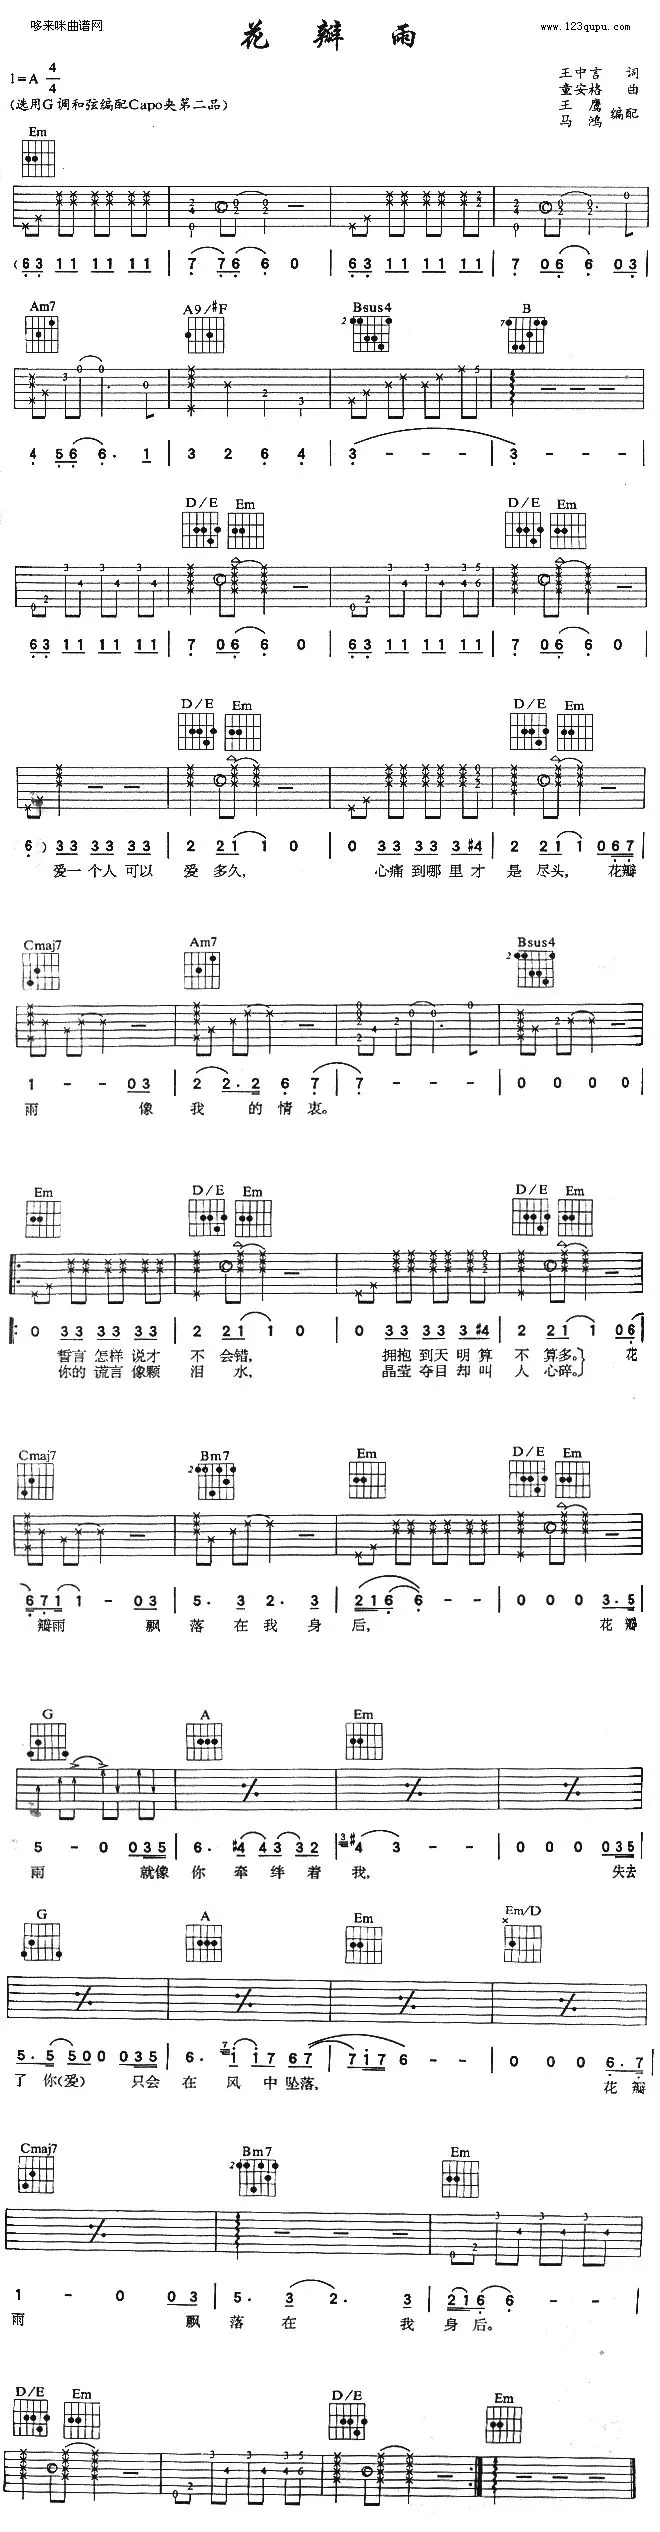 哆来咪曲谱网
花瓣雨
www.123qupu.com
1=A 4/4
王中言 词
(选用G调和弦编配Capo夹第二品)
童安格 曲
王鹰
马鸿 编配
Em
(63 11 11 11 | 7 76 6 0 | 63 11 11 11 | 7 06 6 03
Am7 A9/#F Bsus4 B
4 56 6. 1 | 3 2 6 4 | 3 - - - | 3 - - -
D/E Em D/E Em
63 11 11 11 | 7 06 6 0 | 63 11 11 11 | 7 06 6 0
D/E Em D/E Em
6) 33 33 33 | 2 21 1 0 | 0 33 33 3#4 | 2 21 1 067
爱一个人可以 爱多久, 心痛到哪里才 是尽头, 花瓣
Cmaj7 Am7 Bsus4
1 - - 03 | 2 2.2 6 7 | 7 - - - | 0 0 0 0
雨 像 我 的情衷。
Em D/E Em D/E Em
0 33 33 33 | 2 21 1 0 | 0 33 33 3#4 | 2 21 1 06
誓言怎样说才 不会错, 拥抱到天明算 不算多。} 花
你的谎言像颗 泪水, 晶莹夺目却叫 人心碎。
Cmaj7 Bm7 Em D/E Em
671 1 - 03 | 5. 3 2. 3 | 216 6 - - | 0 0 0 3.5
瓣雨 飘 落在我身 后, 花瓣
G A Em
5 - 0 035 | 6. #4 43 32 | 3#4 3 - - | 0 0 0 035
雨 就像 你 牵绊着 我, 失去
G A Em Em/D
5.5 500 035 | 6. 7 1 17 67 | 717 6 - - | 0 0 0 6.7
了你(爱) 只会 在 风 中坠落, 花瓣
Cmaj7 Bm7 Em
1 - 0 03 | 5. 3 2. 3 | 216 6 - -
雨 飘 落在 我 身后。
D/E Em D/E Em